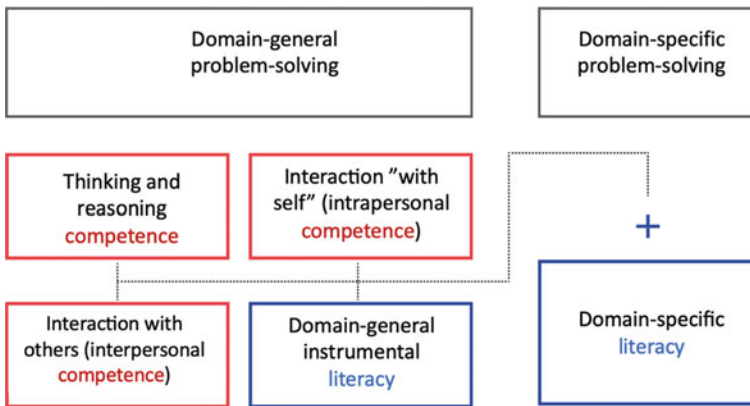 Domain-general
problem-solving
Domain-specific
problem-solving
Thinking and
reasoning
competence
Interaction ”with
self” (intrapersonal
competence)
+
Interaction with
others (interpersonal
competence)
Domain-general
instrumental
literacy
Domain-specific
literacy